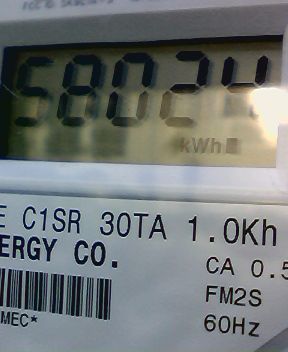 58024
kWh
E C1SR 30TA 1.0Kh
ERGY CO.
CA 0.5
FM2S
MEC*
60Hz